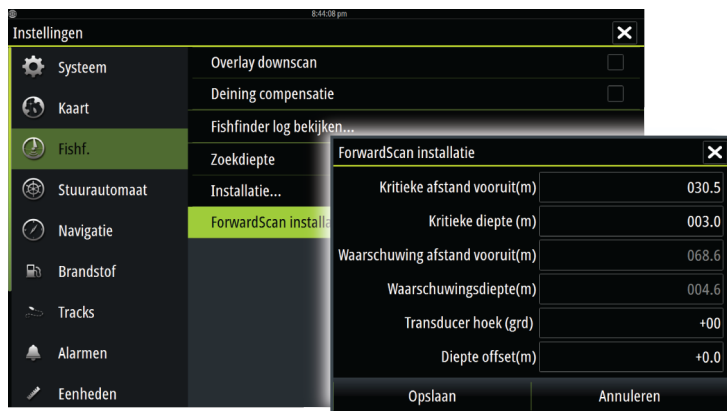 8:44:08 pm
Instellingen
Systeem
Kaart
Fishf.
Stuurautomaat
Navigatie
Brandstof
Tracks
Alarmen
Eenheden
Overlay downscan
Deining compensatie
Fishfinder log bekijken...
Zoekdiepte
Installatie...
ForwardScan installa
ForwardScan installatie
Kritieke afstand vooruit(m) 030.5
Kritieke diepte (m) 003.0
Waarschuwing afstand vooruit(m) 068.6
Waarschuwingsdiepte(m) 004.6
Transducer hoek (grd) +00
Diepte offset(m) +0.0
Opslaan Annuleren